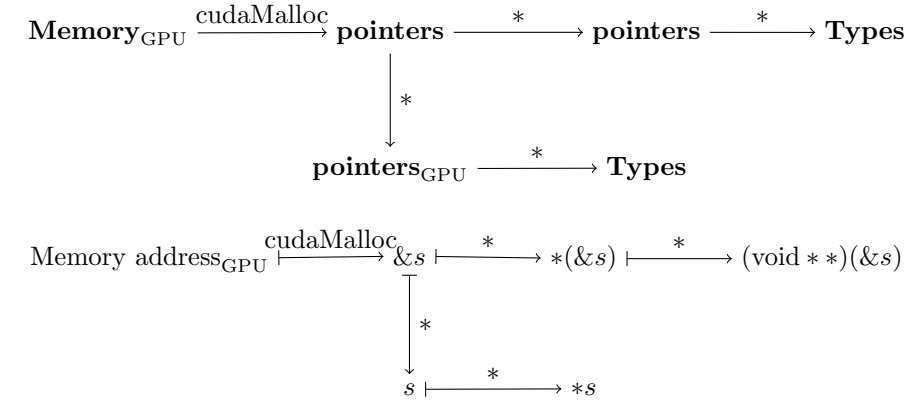 cudaMalloc * *
Memory_GPU pointers pointers Types
*
*
pointers_GPU Types
cudaMalloc * *
Memory address_GPU &s *(&s) (void * *)(&s)
*
*
s *s